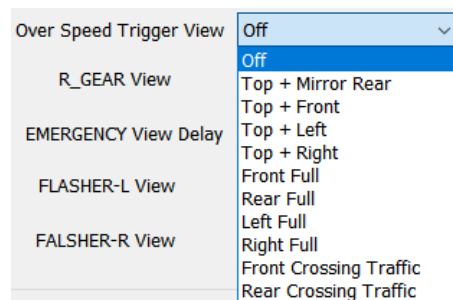 Over Speed Trigger View Off
Off
R_GEAR View
Top + Mirror Rear
Top + Front
EMERGENCY View Delay
Top + Left
Top + Right
FLASHER-L View
Front Full
Rear Full
Left Full
FALSHER-R View
Right Full
Front Crossing Traffic
Rear Crossing Traffic